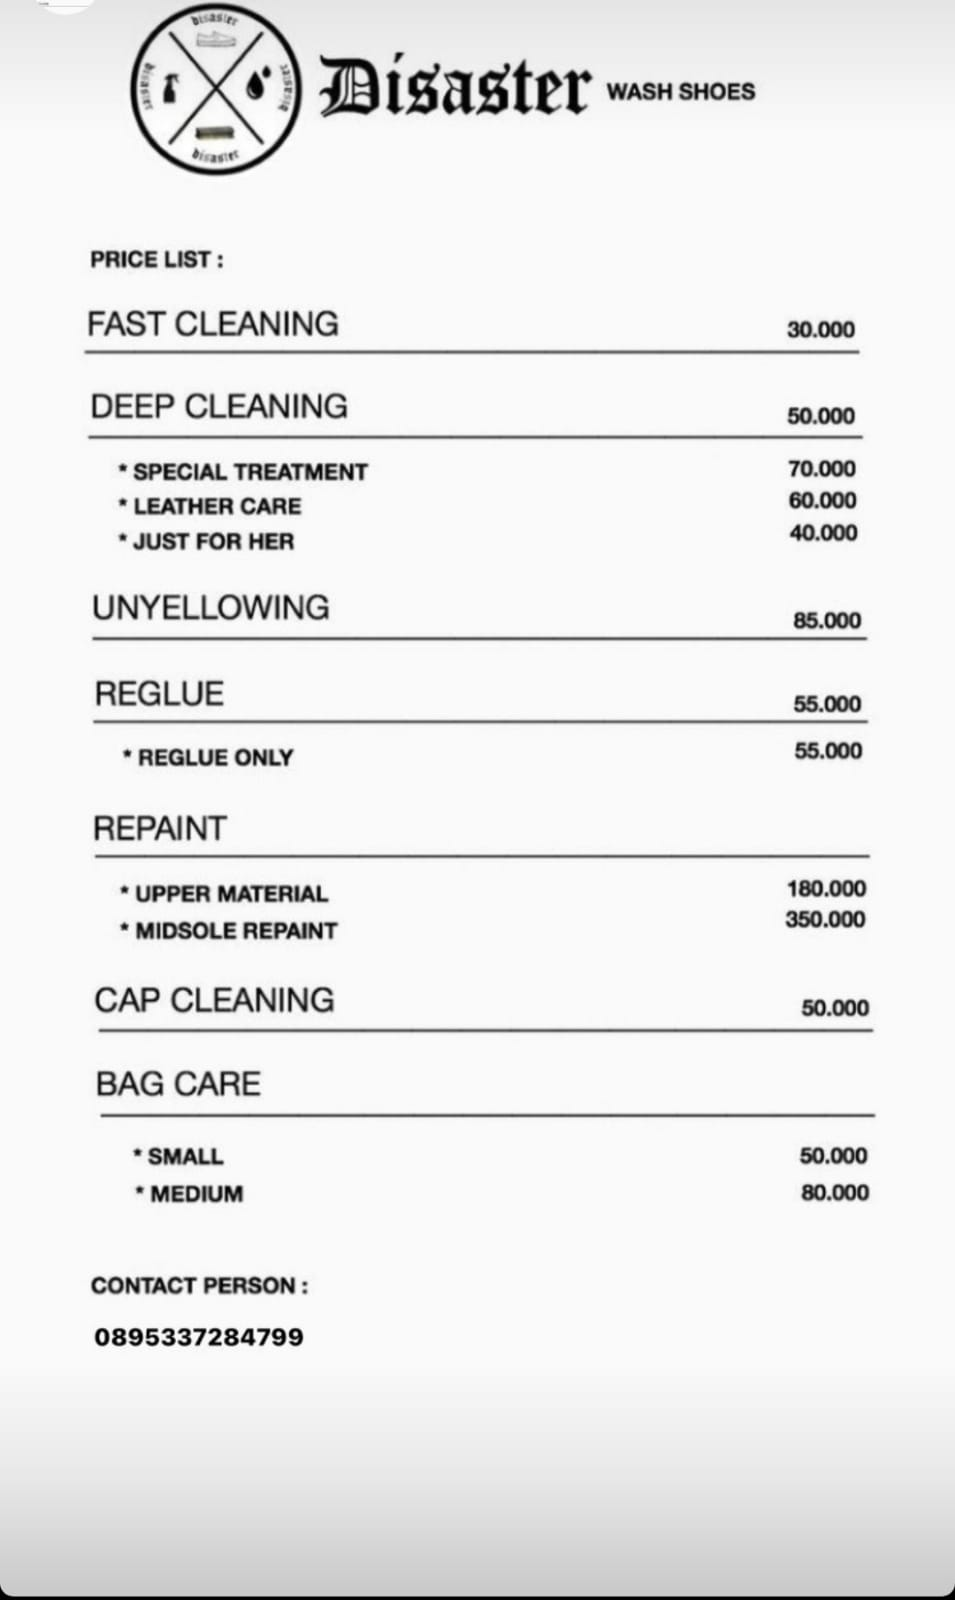 disaster
disaster
disaster
disaster
Disaster WASH SHOES
PRICE LIST :
FAST CLEANING 30.000
DEEP CLEANING 50.000
* SPECIAL TREATMENT 70.000
* LEATHER CARE 60.000
* JUST FOR HER 40.000
UNYELLOWING 85.000
REGLUE 55.000
* REGLUE ONLY 55.000
REPAINT
* UPPER MATERIAL 180.000
* MIDSOLE REPAINT 350.000
CAP CLEANING 50.000
BAG CARE
* SMALL 50.000
* MEDIUM 80.000
CONTACT PERSON :
0895337284799